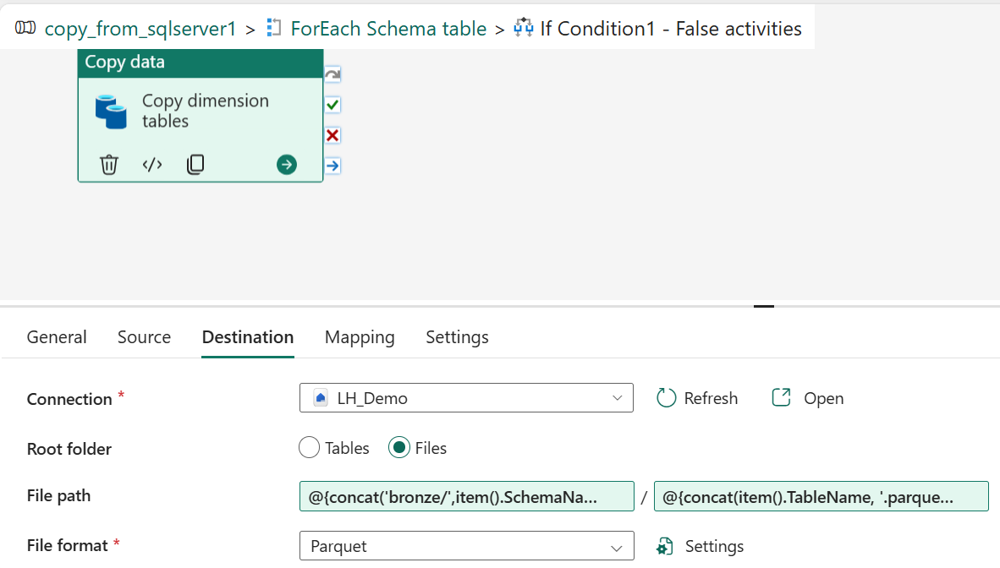 copy_from_sqlserver1 > ForEach Schema table > If Condition1 - False activities
Copy data
Copy dimension
tables
General Source Destination Mapping Settings
Connection * LH_Demo Refresh Open
Root folder Tables Files
File path @{concat('bronze/',item().SchemaNa... / @{concat(item().TableName, '.parque...
File format * Parquet Settings